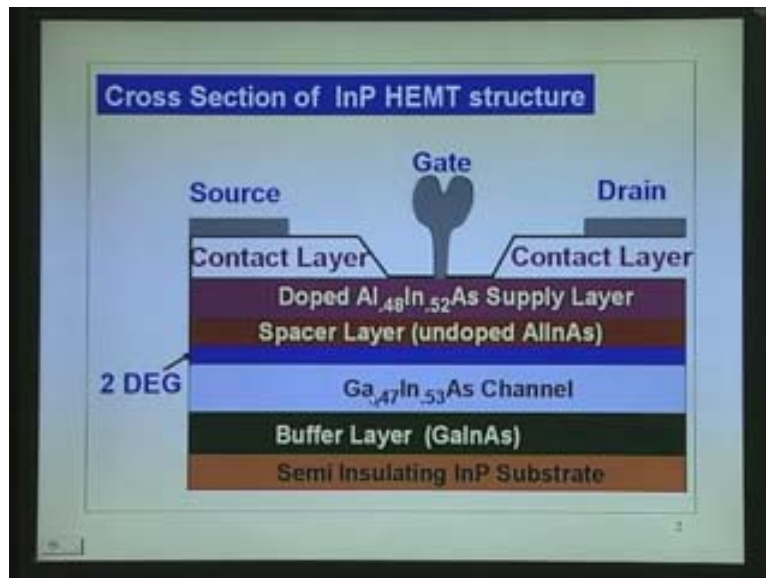 Cross Section of InP HEMT structure
Gate
Source
Drain
Contact Layer
Contact Layer
Doped Al.48In.52As Supply Layer
Spacer Layer (undoped AlInAs)
2 DEG
Ga.47In.53As Channel
Buffer Layer (GaInAs)
Semi Insulating InP Substrate
2